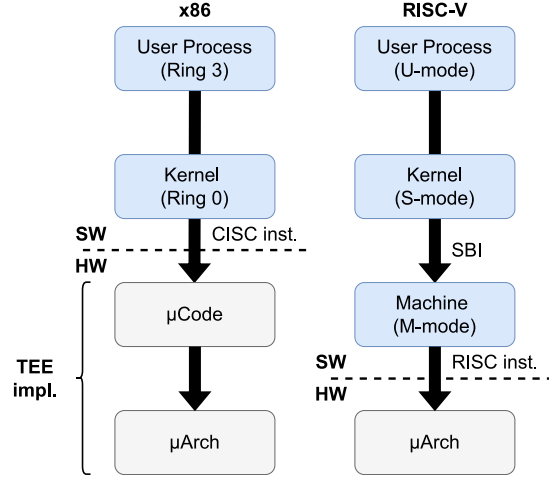 x86
User Process
(Ring 3)
Kernel
(Ring 0)
SW
CISC inst.
HW
µCode
TEE
impl.
µArch
RISC-V
User Process
(U-mode)
Kernel
(S-mode)
SBI
Machine
(M-mode)
SW
RISC inst.
HW
µArch